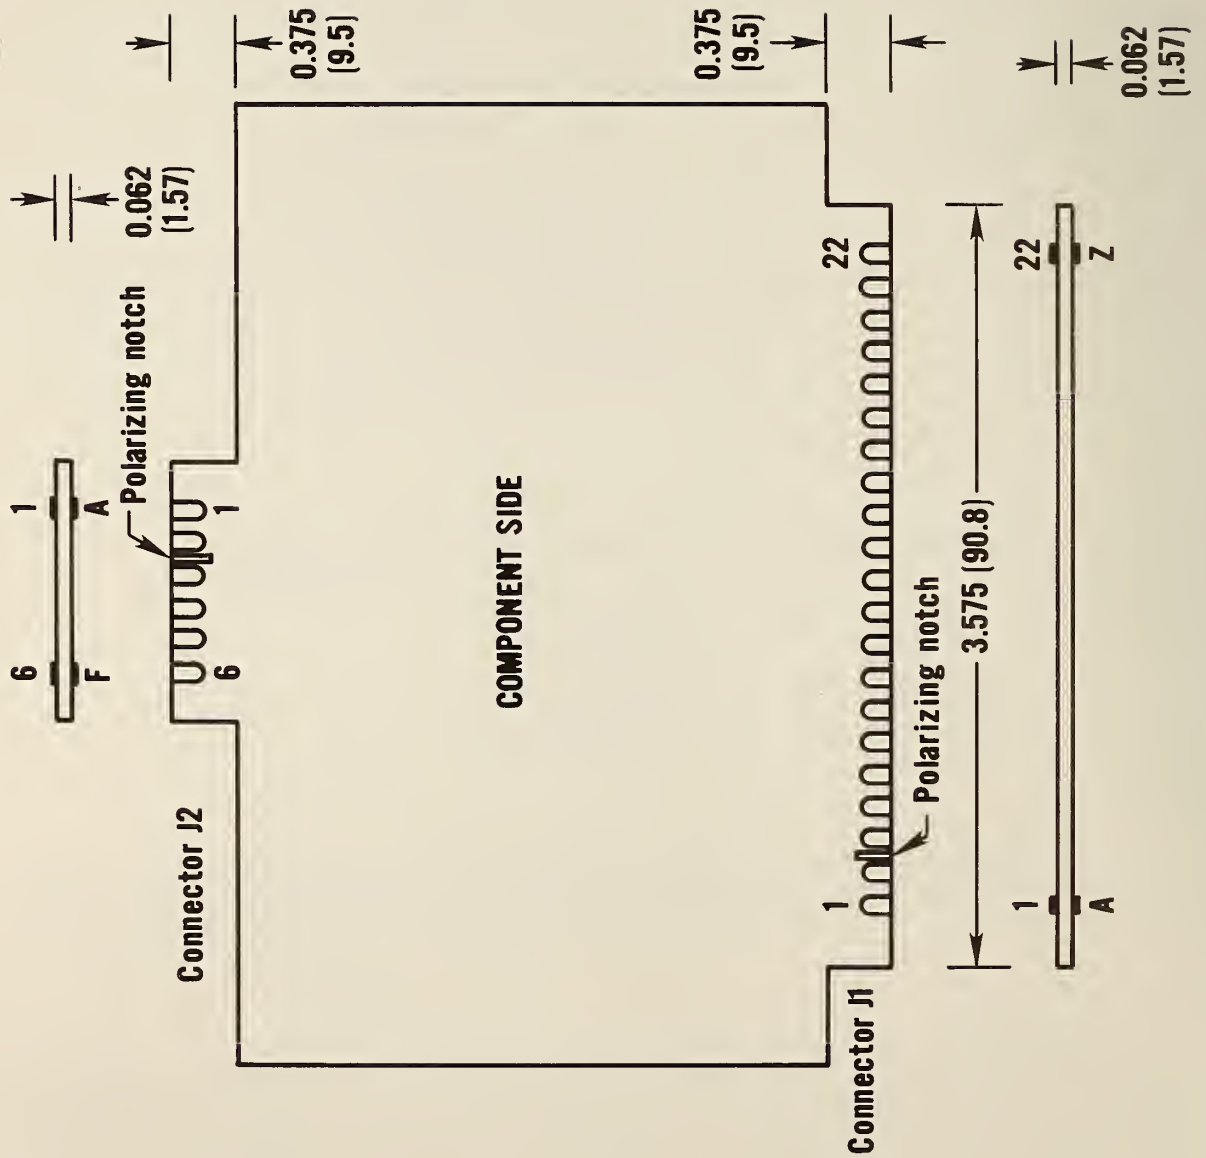 6
1
F
A
0.062
(1.57)
0.375
(9.5)
Polarizing notch
Connector J2
6
1
COMPONENT SIDE
0.375
(9.5)
1
22
Connector J1
Polarizing notch
3.575 (90.8)
1
22
A
Z
0.062
(1.57)